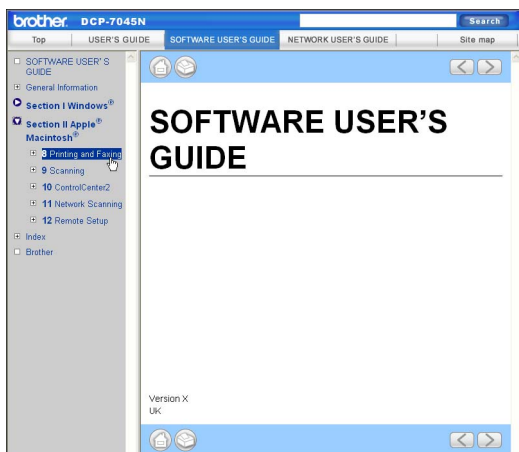 brother. DCP-7045N Search
Top USER'S GUIDE SOFTWARE USER'S GUIDE NETWORK USER'S GUIDE Site map
SOFTWARE USER'S
GUIDE
General Information
Section I Windows®
Section II Apple®
Macintosh®
8 Printing and Faxing
9 Scanning
10 ControlCenter2
11 Network Scanning
12 Remote Setup
Index
Brother
SOFTWARE USER'S
GUIDE
Version X
UK